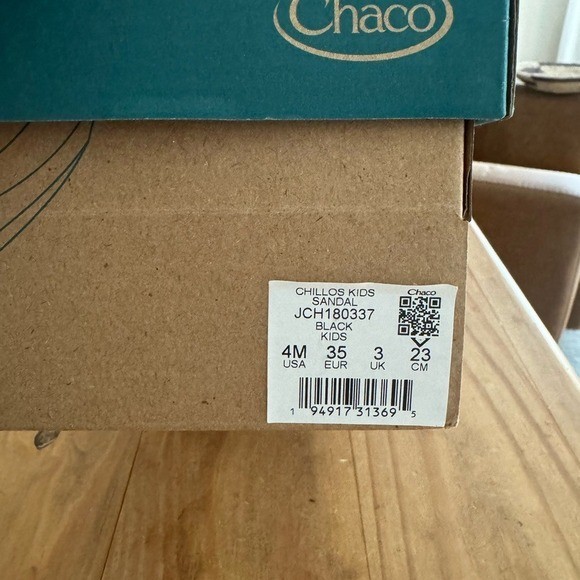 Chaco
CHILLOS KIDS
SANDAL
Chaco
JCH180337
BLACK
KIDS
4M 35 3 23
USA EUR UK CM
1 94917 31369 5